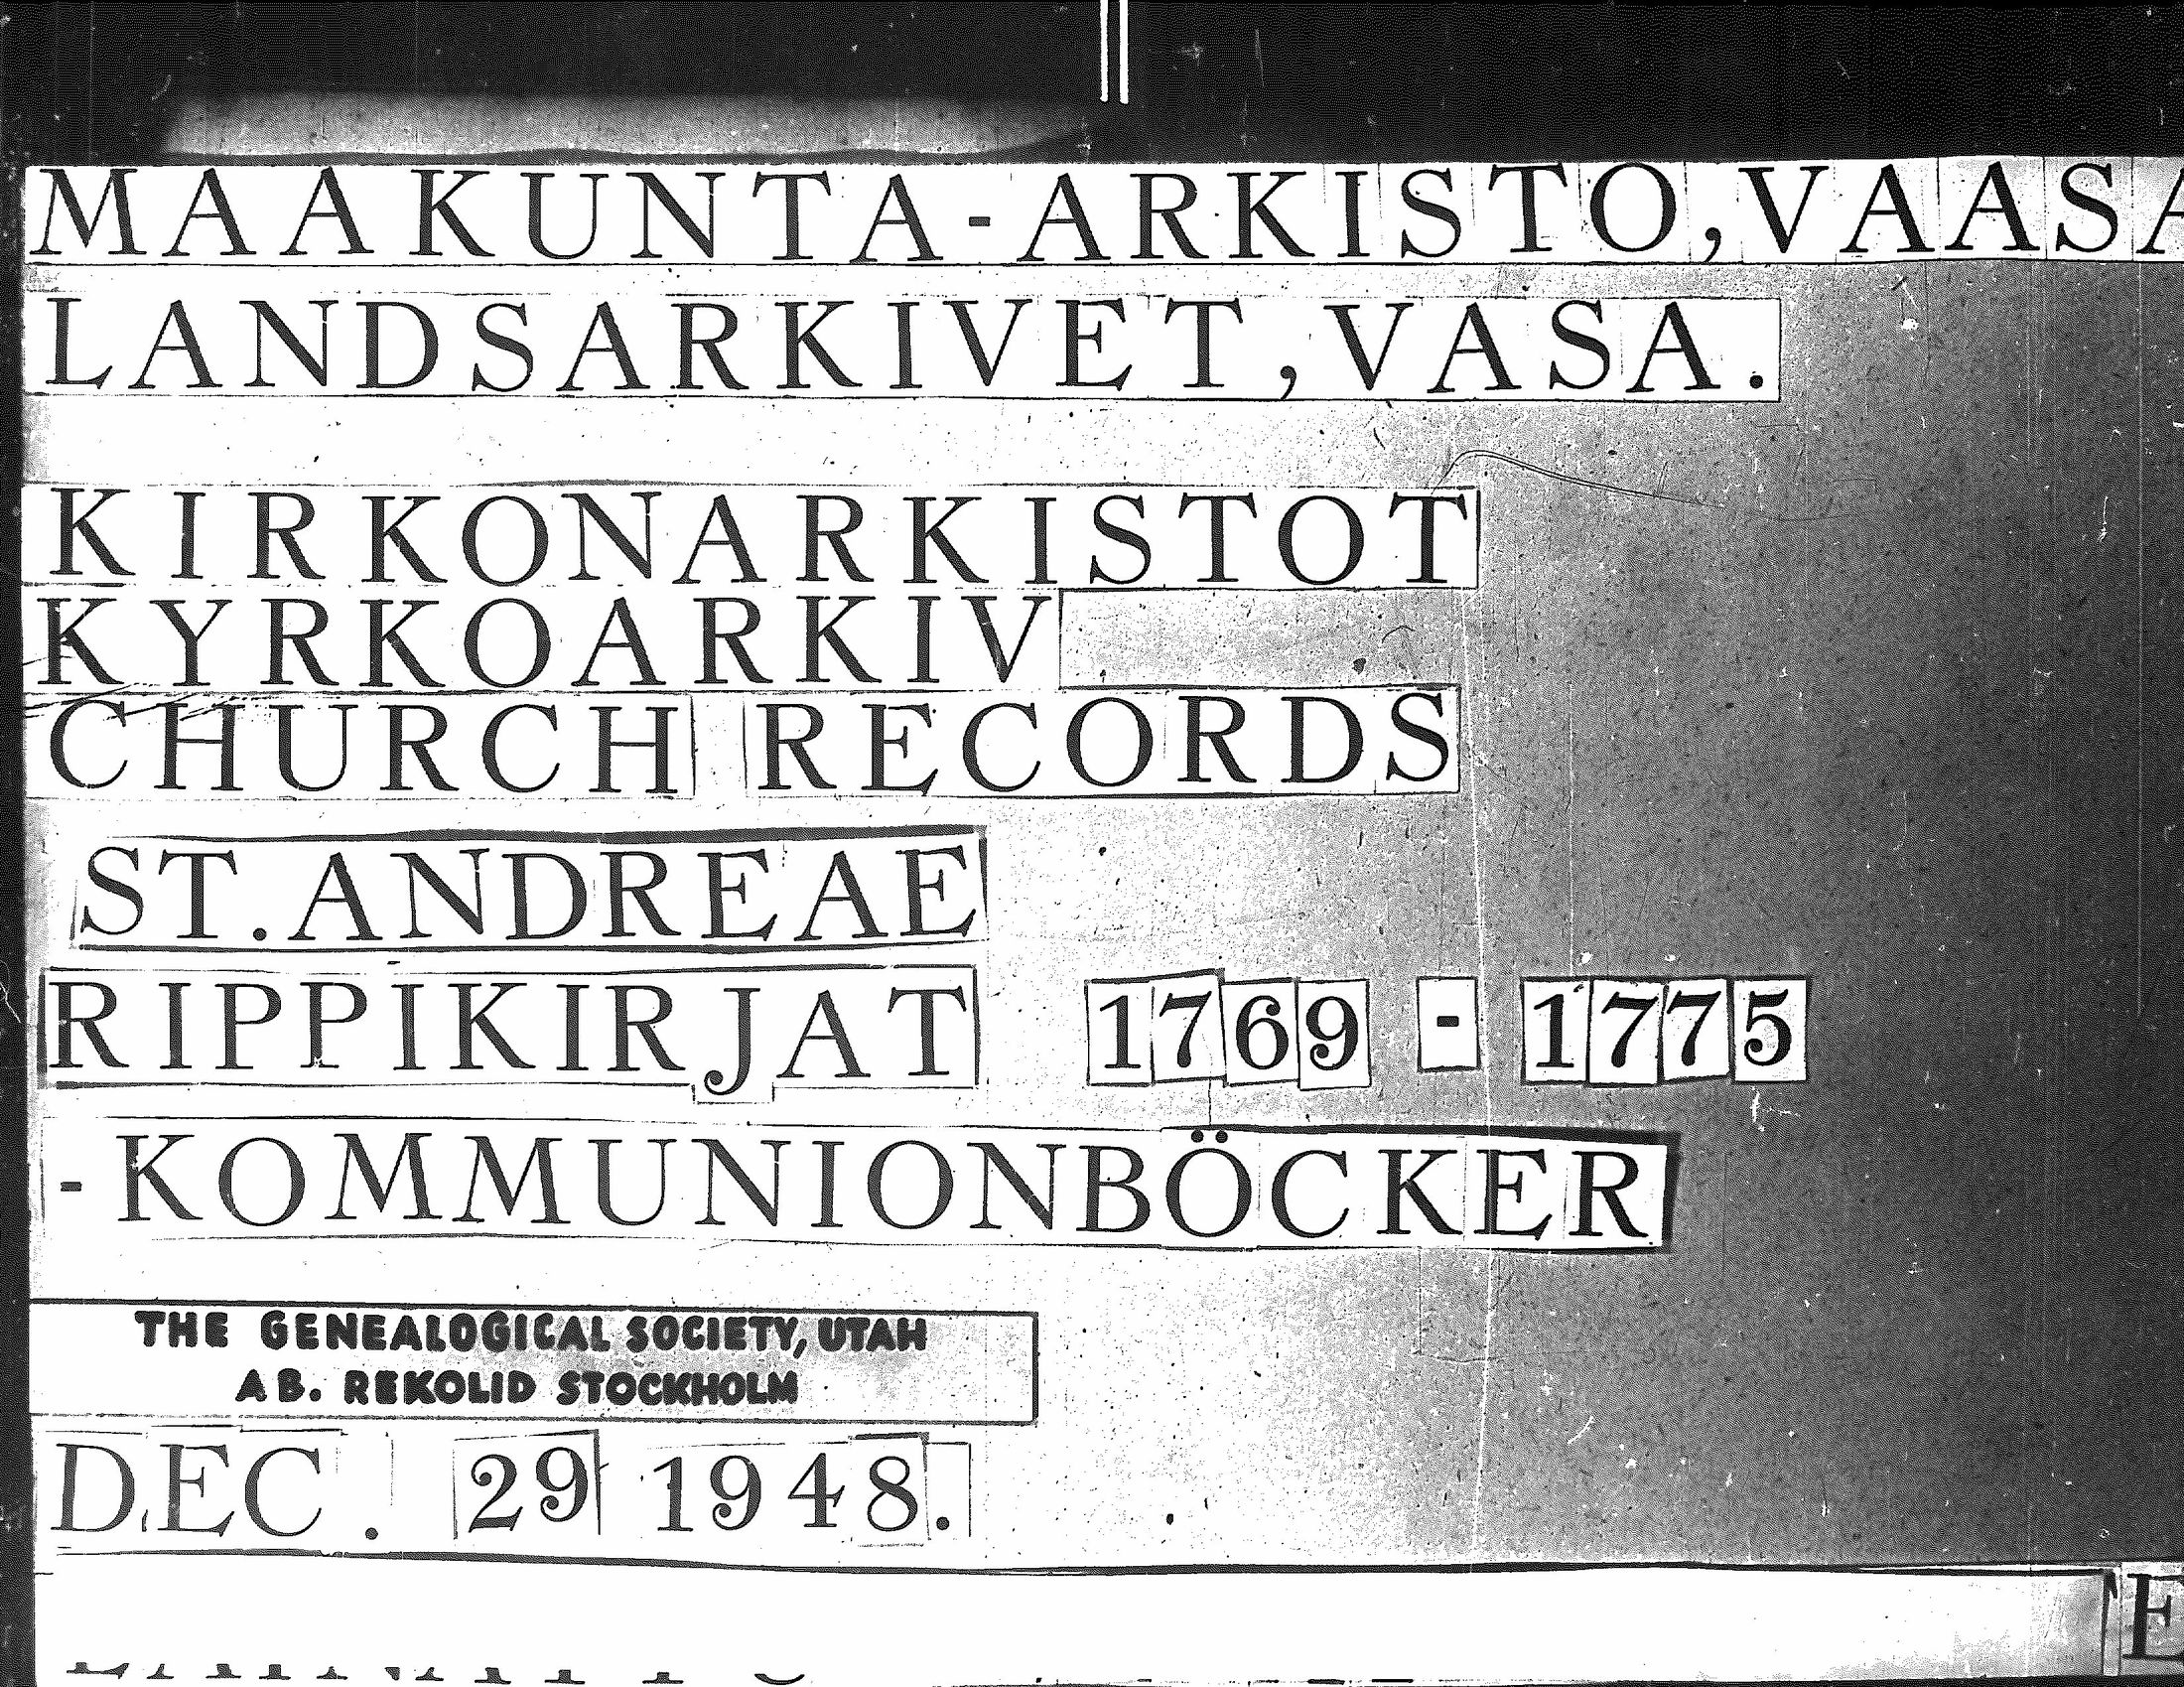 MAAKUNTA-ARKISTO, VAASA
LANDSARKIVET, VASA.
KIRKONARKISTOT
KYRKOARKIV
CHURCH RECORDS
ST. ANDREAE
RIPPIKIRJAT 1769 - 1775
-KOMMUNIONBÖCKER
THE GENEALOGICAL SOCIETY, UTAH
AB. REKOLID STOCKHOLM
DEC. 29 1948.